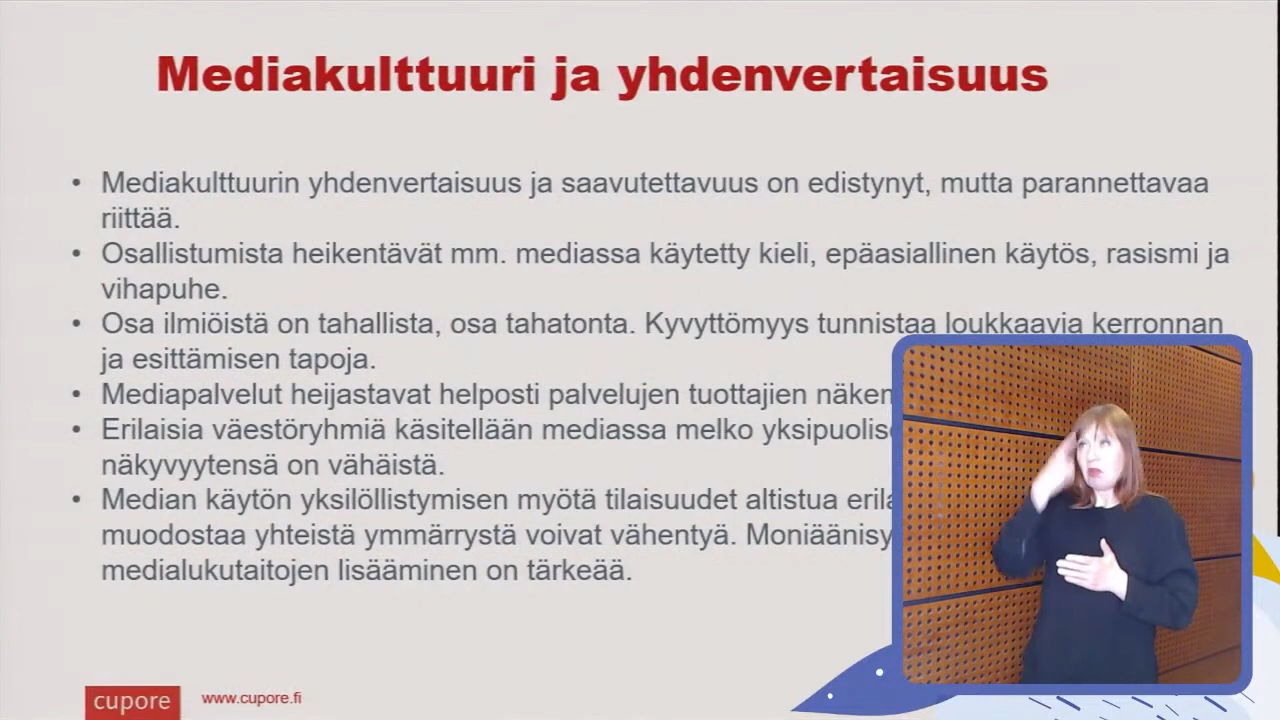 Mediakulttuuri ja yhdenvertaisuus
• Mediakulttuurin yhdenvertaisuus ja saavutettavuus on edistynyt, mutta parannettavaa
riittää.
• Osallistumista heikentävät mm. mediassa käytetty kieli, epäasiallinen käytös, rasismi ja
vihapuhe.
• Osa ilmiöistä on tahallista, osa tahatonta. Kyvyttömyys tunnistaa loukkaavia kerronnan
ja esittämisen tapoja.
• Mediapalvelut heijastavat helposti palvelujen tuottajien
• Erilaisia väestöryhmiä käsitellään mediassa melko
näkyvyytensä on vähäistä.
• Median käytön yksilöllistymisen myötä tilaisuudet altistua
muodostaa yhteistä ymmärrystä voivat vähentyä.
medialukutaitojen lisääminen on tärkeää.
cupore www.cupore.fi